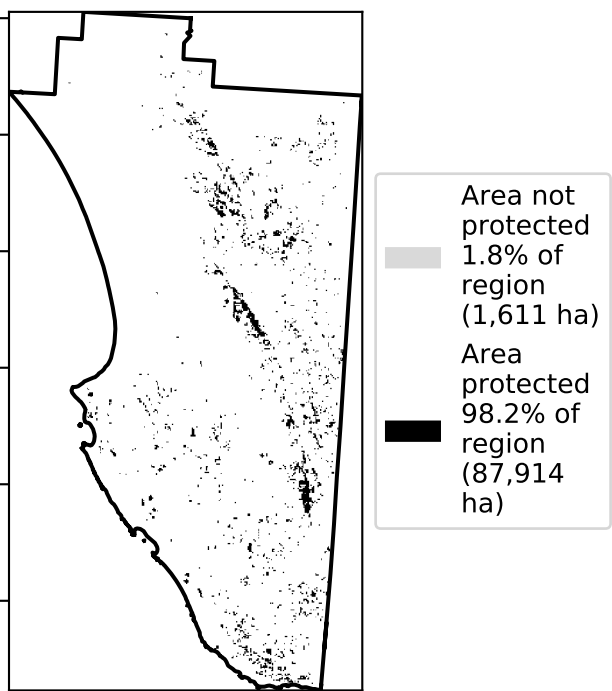 Area not
protected
1.8% of
region
(1,611 ha)
Area
protected
98.2% of
region
(87,914
ha)